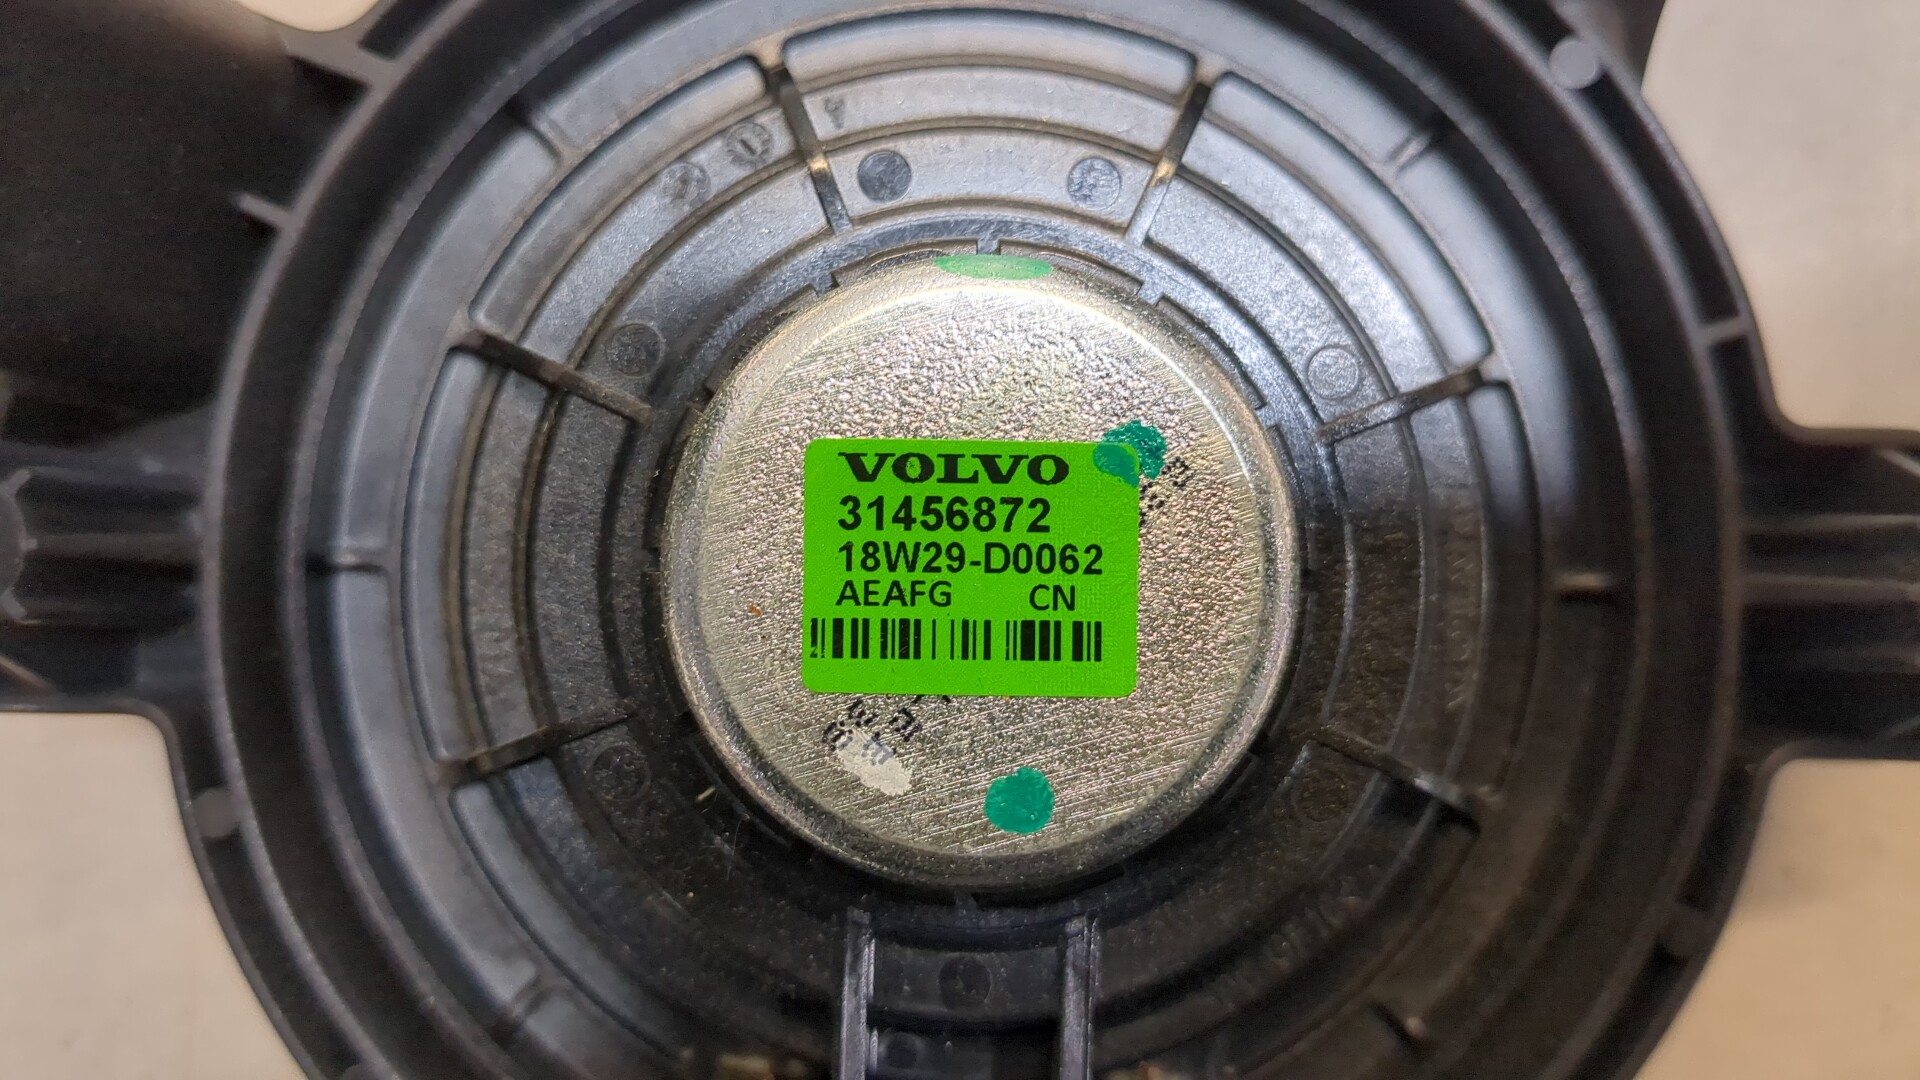 VOLVO
31456872
18W29-D0062
AEAFG CN